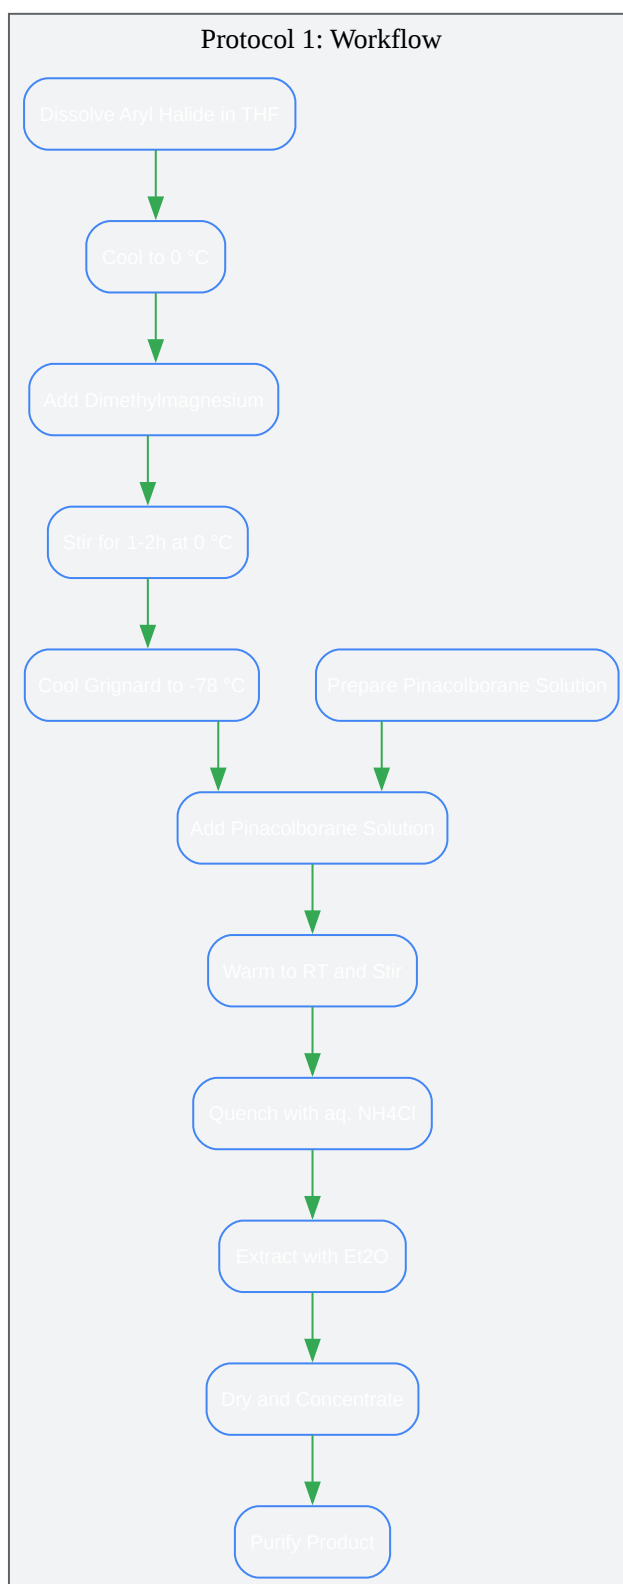 Protocol 1: Workflow
Dissolve Aryl Halide in THF
Cool to 0 °C
Add Dimethylmagnesium
Stir for 1-2h at 0 °C
Cool Grignard to -78 °C
Prepare Pinacolborane Solution
Add Pinacolborane Solution
Warm to RT and Stir
Quench with aq. NH4Cl
Extract with Et2O
Dry and Concentrate
Purify Product